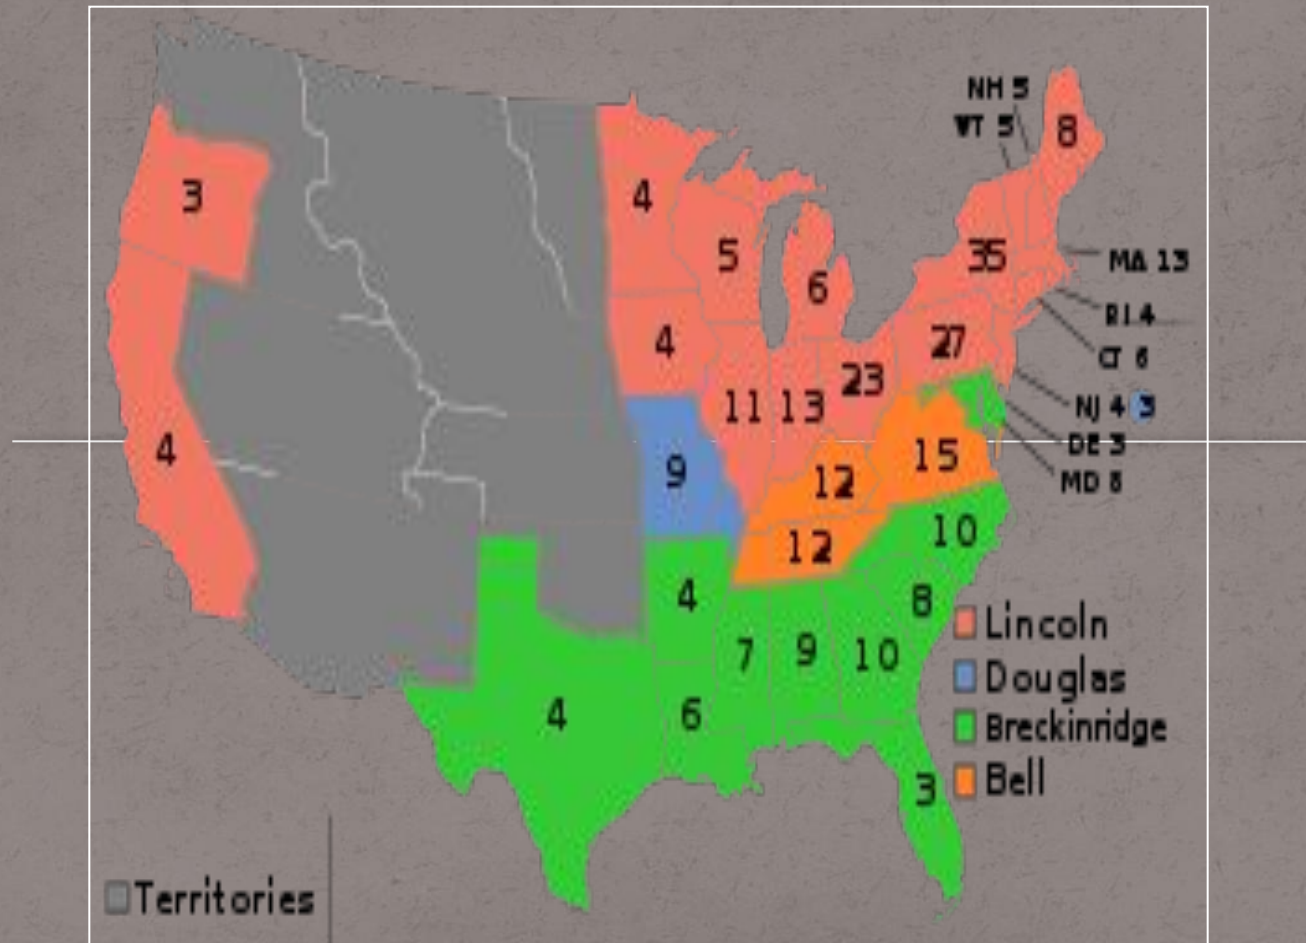 NH 5
VT 5
8
3
4
5
35
6
MA 13
RI 4
4
27
CT 6
23
11
13
NJ 4 3
4
9
12
15
DE 3
MD 8
12
10
4
8
7
9
10
Lincoln
Douglas
4
6
Breckinridge
3
Bell
Territories